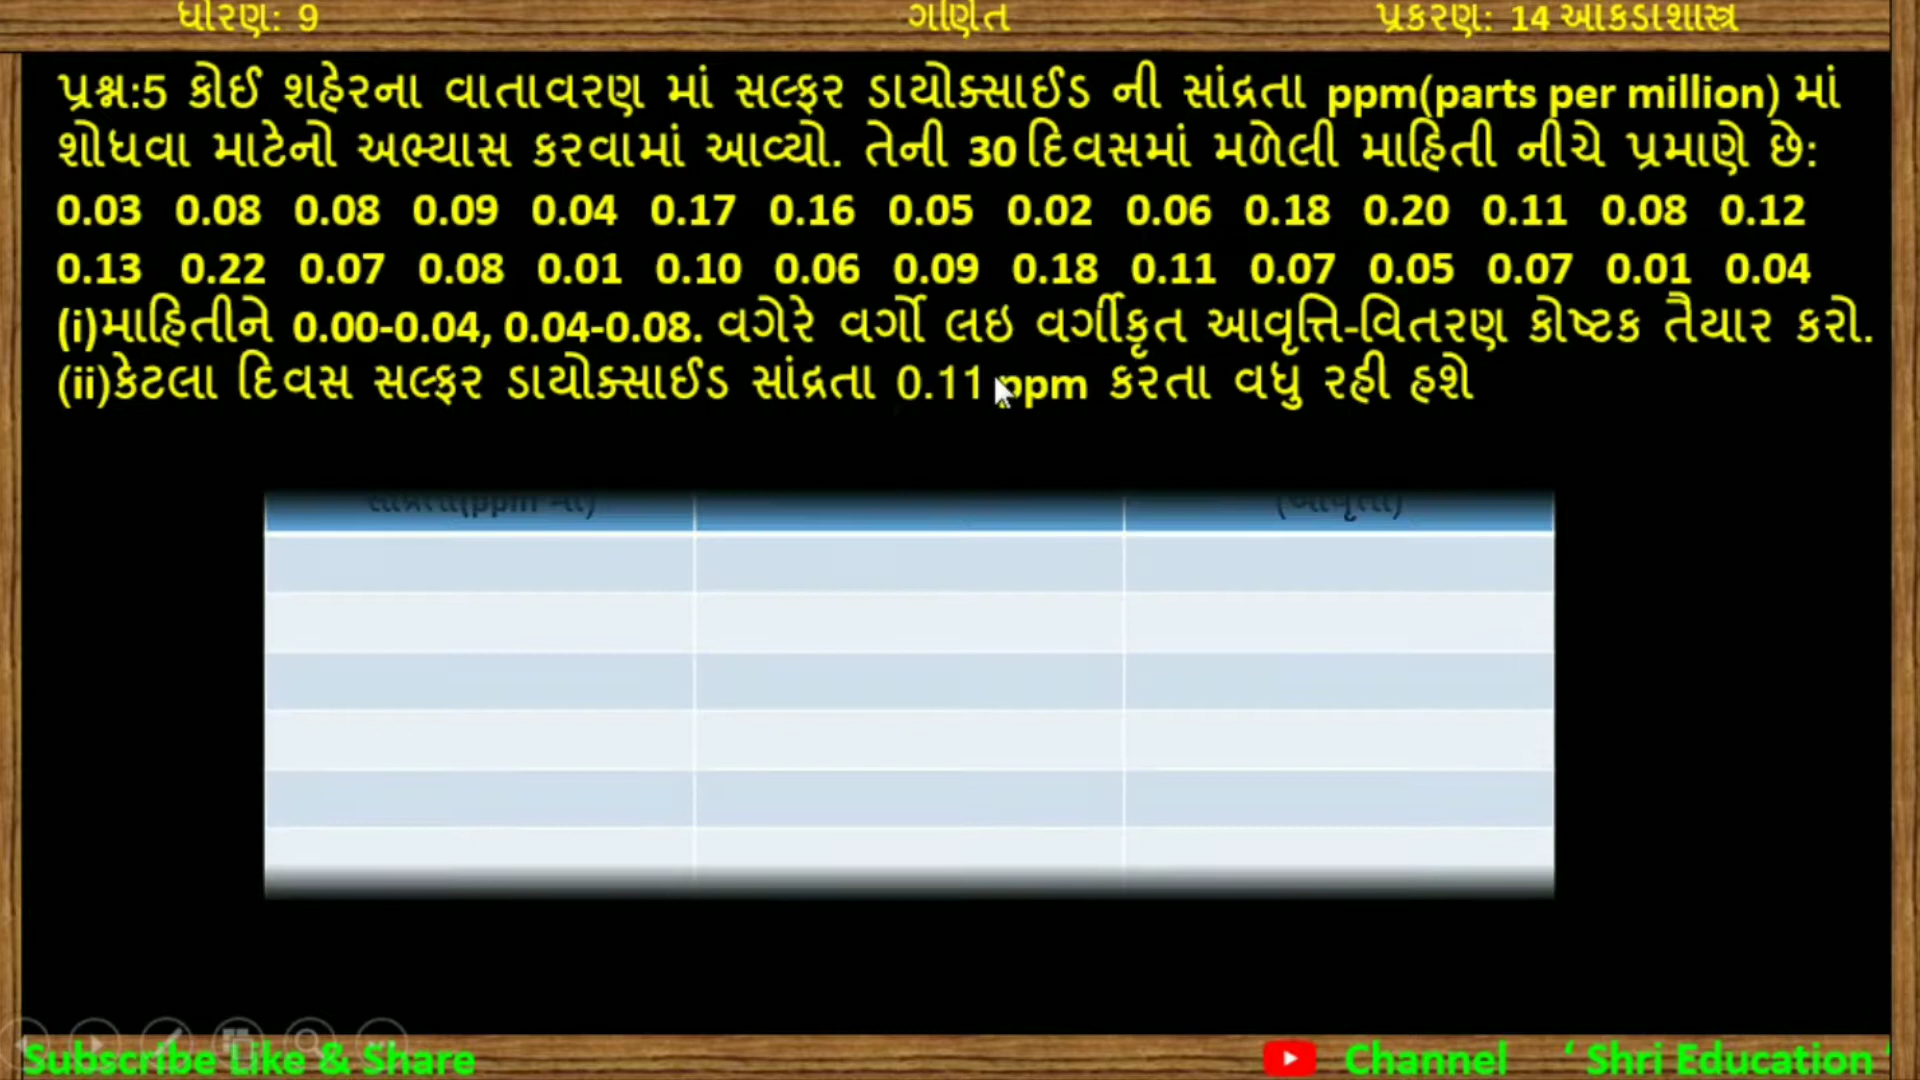 ધોરણ: 9 ગણિત પ્રકરણ: 14 આંકડાશાસ્ત્ર
પ્રશ્ન:5 કોઈ શહેરના વાતાવરણ માં સલ્ફર ડાયોક્સાઈડ ની સાંદ્રતા ppm(parts per million) માં
શોધવા માટેનો અભ્યાસ કરવામાં આવ્યો. તેની 30 દિવસમાં મળેલી માહિતી નીચે પ્રમાણે છે:
0.03 0.08 0.08 0.09 0.04 0.17 0.16 0.05 0.02 0.06 0.18 0.20 0.11 0.08 0.12
0.13 0.22 0.07 0.08 0.01 0.10 0.06 0.09 0.18 0.11 0.07 0.05 0.07 0.01 0.04
(i)માહિતીને 0.00-0.04, 0.04-0.08. વગેરે વર્ગો લઇ વર્ગીકૃત આવૃત્તિ-વિતરણ કોષ્ટક તૈયાર કરો.
(ii)કેટલા દિવસ સલ્ફર ડાયોક્સાઈડ સાંદ્રતા 0.11 ppm કરતા વધુ રહી હશે
Subscribe Like & Share Channel ‘ Shri Education ’